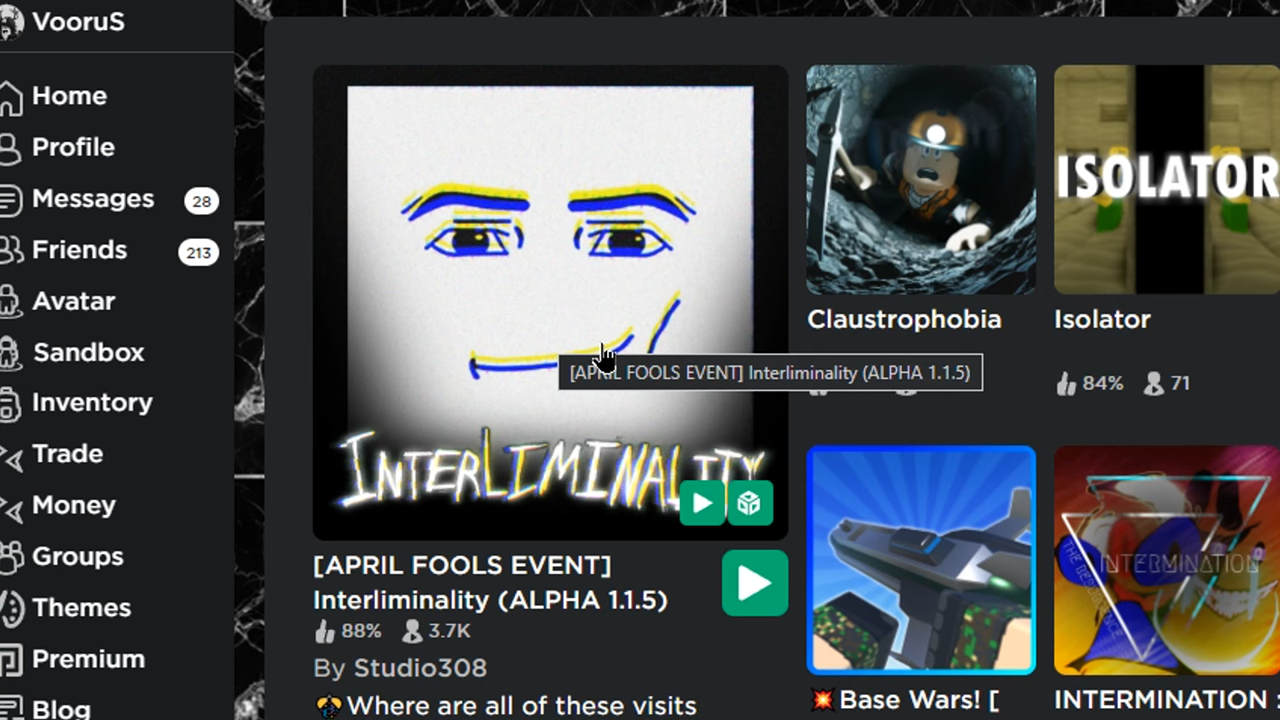 VooruS
Home
Profile
Messages 28
Friends 213
Avatar
Sandbox
Inventory
Trade
Money
Groups
Themes
Premium
Blog
INTERLIMINALITY
[APRIL FOOLS EVENT] Interliminality (ALPHA 1.1.5)
[APRIL FOOLS EVENT]
Interliminality (ALPHA 1.1.5)
88% 3.7K
By Studio308
Where are all of these visits
Claustrophobia
ISOLATOR
Isolator
84% 71
💥Base Wars! [
INTERMINATION
INTERMINATION